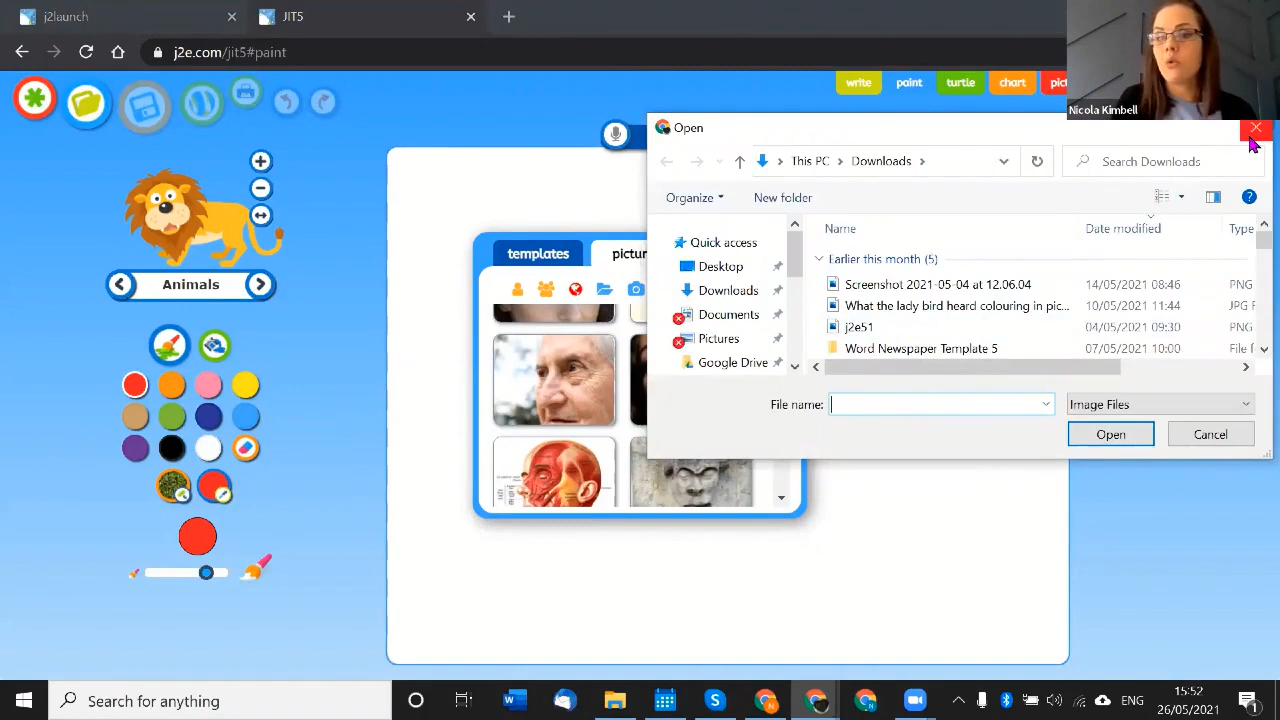 j2launch
JIT5
j2e.com/jit5#paint
write
paint
turtle
chart
Nicola Kimbell
Open
This PC
Downloads
Search Downloads
Organize
New folder
Name
Date modified
Type
Quick access
Desktop
Downloads
Documents
Pictures
Google Drive
Earlier this month (5)
Screenshot 2021-05-04 at 12.06.04
14/05/2021 08:46
PNG
What the lady bird heard colouring in pic...
10/05/2021 11:44
JPG F
j2e51
04/05/2021 09:30
PNG
Word Newspaper Template 5
07/05/2021 10:00
File f
File name:
Image Files
Open
Cancel
templates
pictur
Animals
Search for anything
ENG
15:52
26/05/2021
1